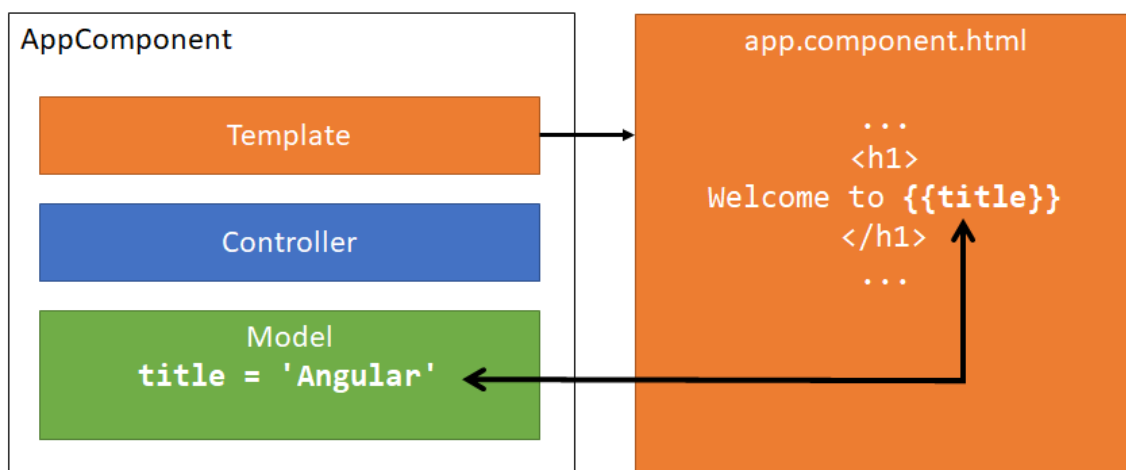 AppComponent
Template
Controller
Model
title = 'Angular'
app.component.html
...
<h1>
Welcome to {{title}}
</h1>
...